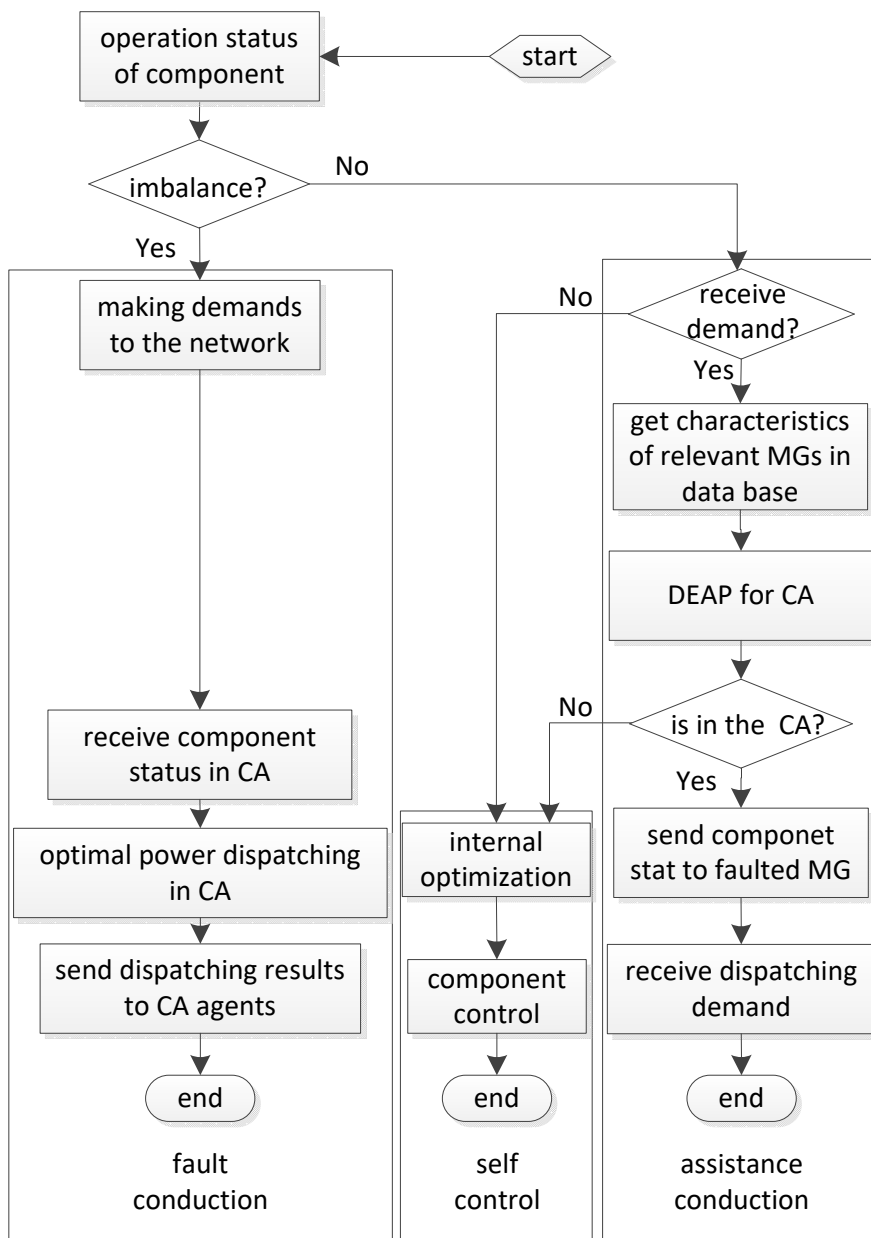 operation status
of component
start
imbalance?
No
Yes
making demands
to the network
receive component
status in CA
optimal power dispatching
in CA
send dispatching results
to CA agents
end
fault
conduction
No
No
internal
optimization
component
control
end
self
control
receive
demand?
Yes
get characteristics
of relevant MGs in
data base
DEAP for CA
is in the CA?
Yes
send componet
stat to faulted MG
receive dispatching
demand
end
assistance
conduction